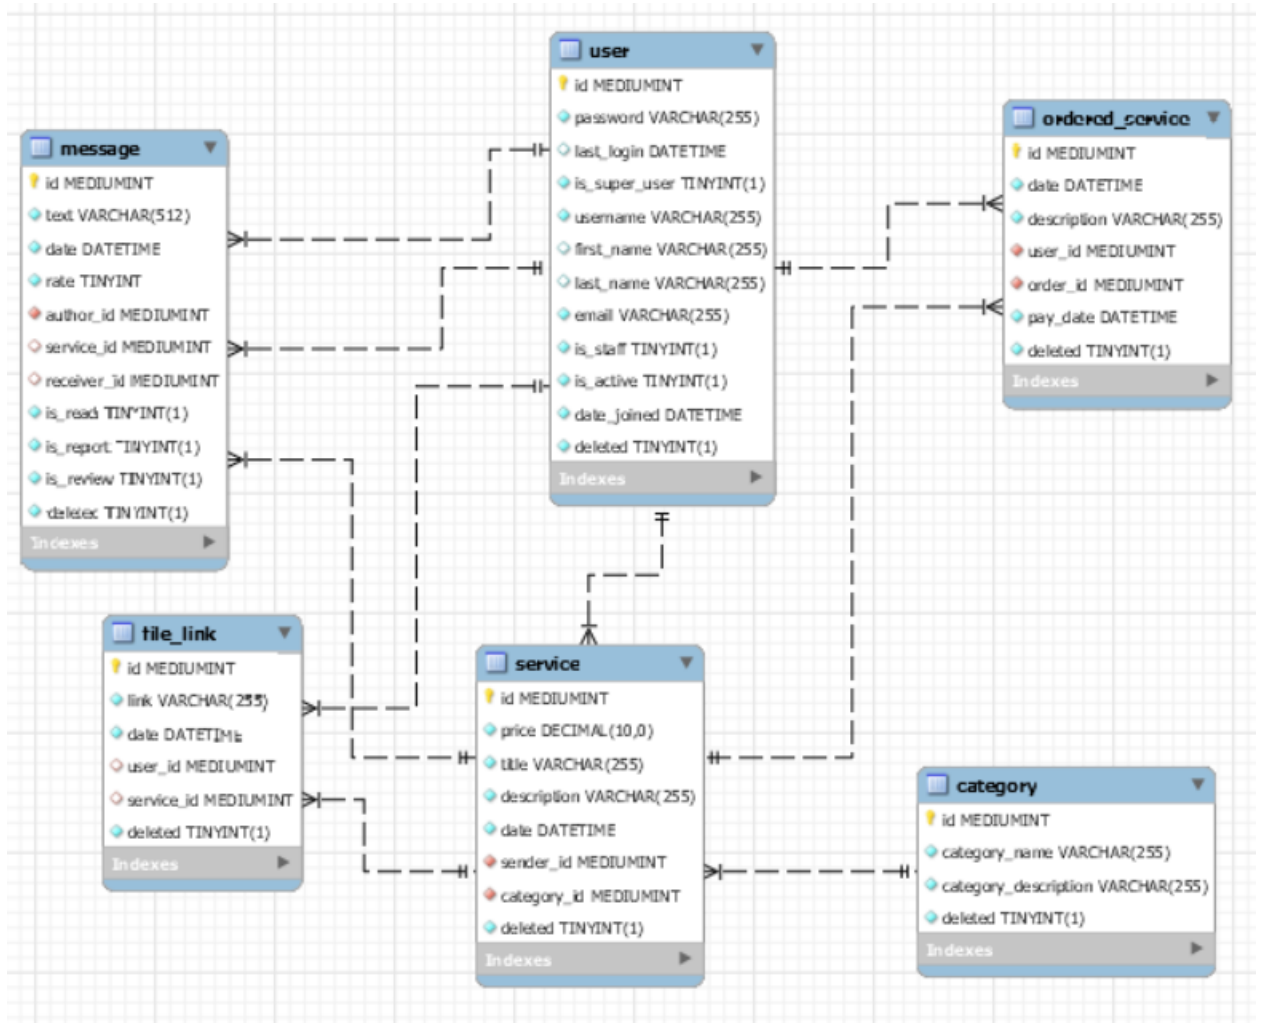 user
id MEDIUMINT
password VARCHAR(255)
last_login DATETIME
is_super_user TINYINT(1)
username VARCHAR(255)
first_name VARCHAR(255)
last_name VARCHAR(255)
email VARCHAR(255)
is_staff TINYINT(1)
is_active TINYINT(1)
date_joined DATETIME
deleted TINYINT(1)
Indexes
ordered_service
id MEDIUMINT
date DATETIME
description VARCHAR(255)
user_id MEDIUMINT
order_id MEDIUMINT
pay_date DATETIME
deleted TINYINT(1)
Indexes
message
id MEDIUMINT
text VARCHAR(512)
date DATETIME
rate TINYINT
author_id MEDIUMINT
service_id MEDIUMINT
receiver_id MEDIUMINT
is_read TINYINT(1)
is_report TINYINT(1)
is_review TINYINT(1)
deleted TINYINT(1)
Indexes
file_link
id MEDIUMINT
link VARCHAR(255)
date DATETIME
user_id MEDIUMINT
service_id MEDIUMINT
deleted TINYINT(1)
Indexes
service
id MEDIUMINT
price DECIMAL(10,0)
title VARCHAR(255)
description VARCHAR(255)
date DATETIME
sender_id MEDIUMINT
category_id MEDIUMINT
deleted TINYINT(1)
Indexes
category
id MEDIUMINT
category_name VARCHAR(255)
category_description VARCHAR(255)
deleted TINYINT(1)
Indexes